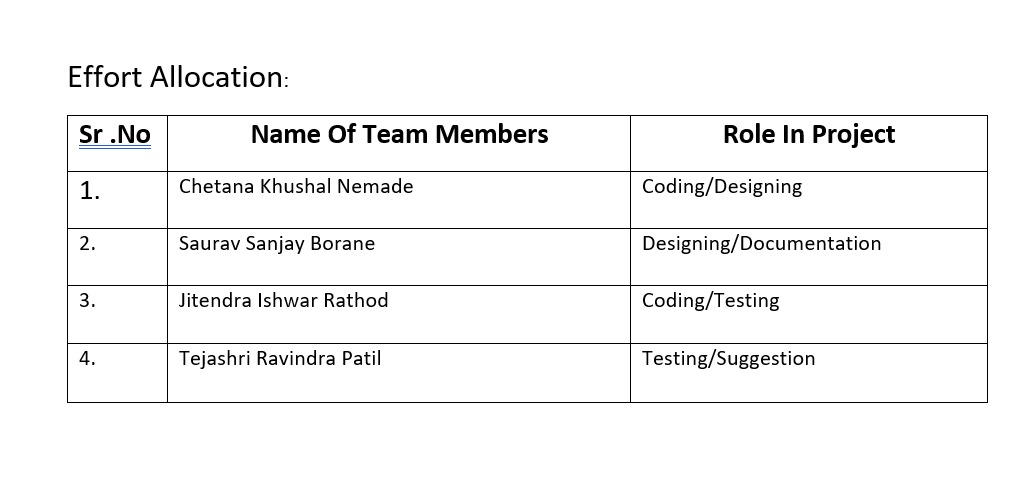 Effort Allocation:
Sr .No Name Of Team Members Role In Project
1. Chetana Khushal Nemade Coding/Designing
2. Saurav Sanjay Borane Designing/Documentation
3. Jitendra Ishwar Rathod Coding/Testing
4. Tejashri Ravindra Patil Testing/Suggestion